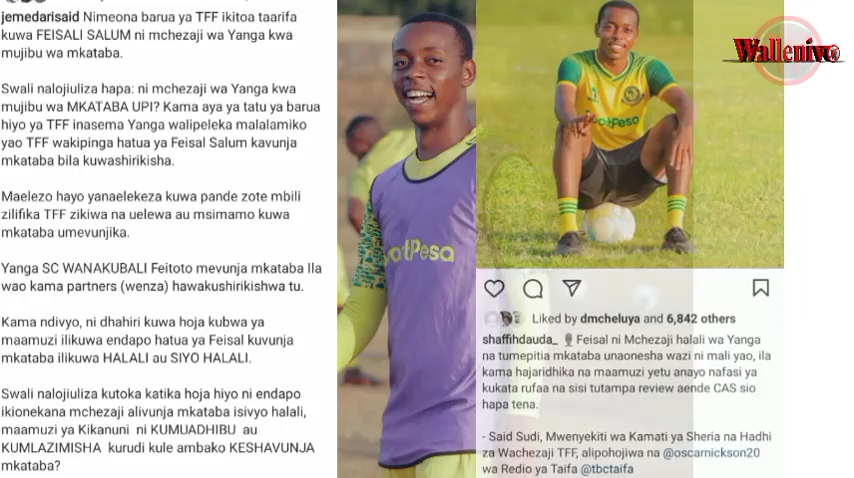 jemedarisaid Nimeona barua ya TFF ikitoa taarifa
kuwa FEISALI SALUM ni mchezaji wa Yanga kwa
mujibu wa mkataba.
Swali nalojiuliza hapa: ni mchezaji wa Yanga kwa
mujibu wa MKATABA UPI? Kama aya ya tatu ya barua
hiyo ya TFF inasema Yanga walipeleka malalamiko
yao TFF wakipinga hatua ya Feisal Salum kavunja
mkataba bila kuwashirikisha.
Maelezo hayo yanaelekeza kuwa pande zote mbili
zilifika TFF zikiwa na uelewa au msimamo kuwa
mkataba umevunjika.
Yanga SC WANAKUBALI Feitoto mevunja mkataba Ila
wao kama partners (wenza) hawakushirikishwa tu.
Kama ndivyo, ni dhahiri kuwa hoja kubwa ya
maamuzi ilikuwa endapo hatua ya Feisal kuvunja
mkataba ilikuwa HALALI au SIYO HALALI.
Swali nalojiuliza kutoka katika hoja hiyo ni endapo
ikionekana mchezaji alivunja mkataba isivyo halali,
maamuzi ya Kikanuni ni KUMUADHIBU au
KUMLAZIMISHA kurudi kule ambako KESHAVUNJA
mkataba?
otPesa
otPesa
Wallenivo®
Liked by dmcheluya and 6,842 others
shaffihdauda_ 🎙️Feisal ni Mchezaji halali wa Yanga
na tumepitia mkataba unaonesha wazi ni mali yao, ila
kama hajaridhika na maamuzi yetu anayo nafasi ya
kukata rufaa na sisi tutampa review aende CAS sio
hapa tena.
- Said Sudi, Mwenyekiti wa Kamati ya Sheria na Hadhi
za Wachezaji TFF, alipohojiwa na @oscarnickson20
wa Redio ya Taifa @tbctaifa